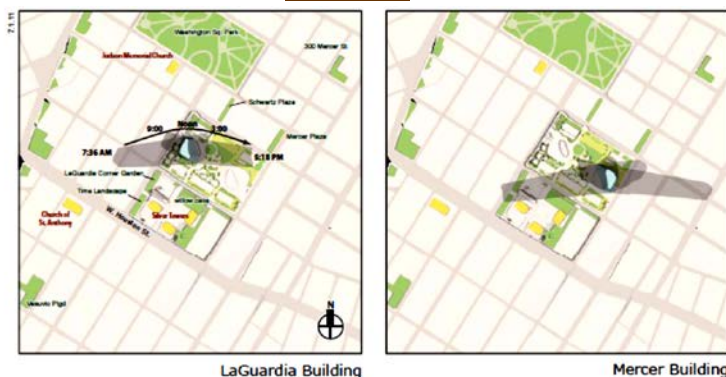 7.1.11
Washington Sq. Park
Judson Memorial Church
300 Mercer St.
Schwartz Plaza
Noon
9:00
3:00
Mercer Plaza
7:36 AM
5:18 PM
LaGuardia Corner Garden
Time Landscape
Silver Towers
Church of
St. Anthony
W. Houston St.
Vesuvio Plgd
N
LaGuardia Building
Mercer Building